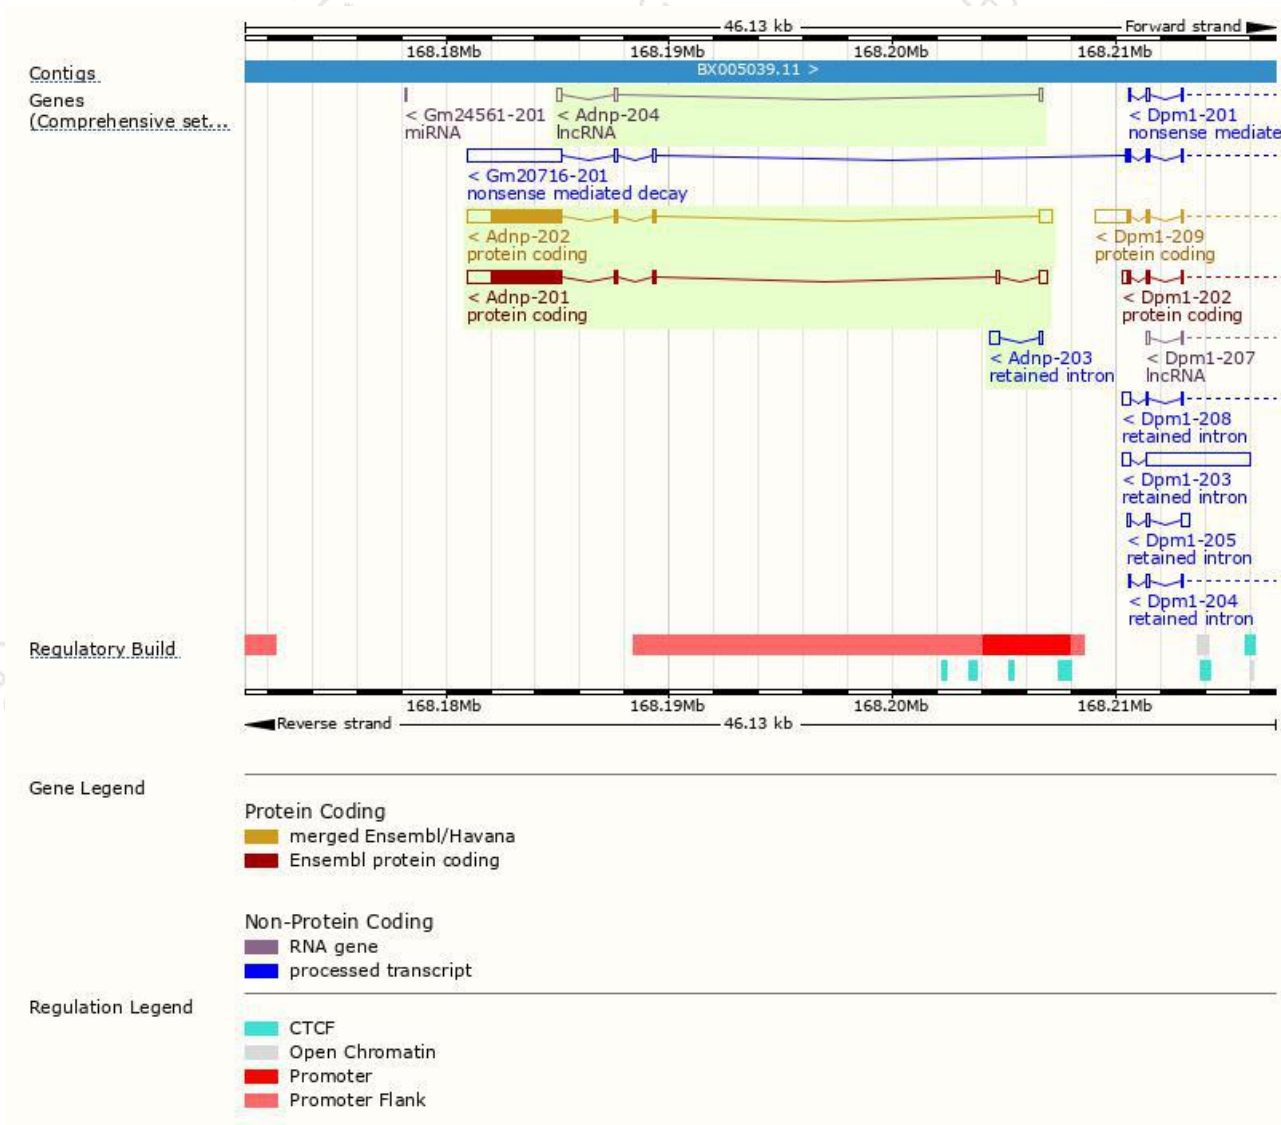 46.13 kb Forward strand
168.18Mb 168.19Mb 168.20Mb 168.21Mb
Contigs BX005039.11 >
Genes
(Comprehensive set...
< Gm24561-201 < Adnp-204 < Dpm1-201
miRNA lncRNA nonsense mediate
< Gm20716-201
nonsense mediated decay
< Adnp-202 < Dpm1-209
protein coding protein coding
< Adnp-201 < Dpm1-202
protein coding protein coding
< Adnp-203 < Dpm1-207
retained intron lncRNA
< Dpm1-208
retained intron
< Dpm1-203
retained intron
< Dpm1-205
retained intron
< Dpm1-204
retained intron
Regulatory Build
168.18Mb 168.19Mb 168.20Mb 168.21Mb
Reverse strand 46.13 kb
Gene Legend
Protein Coding
merged Ensembl/Havana
Ensembl protein coding
Non-Protein Coding
RNA gene
processed transcript
Regulation Legend
CTCF
Open Chromatin
Promoter
Promoter Flank